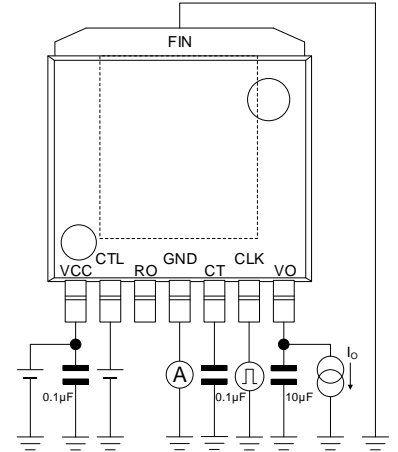 FIN
VCC CTL RO GND CT CLK VO
A
0.1µF 0.1µF 10µF
IO